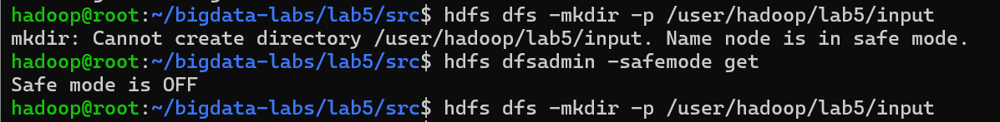 hadoop@root:~/bigdata-labs/lab5/src$ hdfs dfs -mkdir -p /user/hadoop/lab5/input
mkdir: Cannot create directory /user/hadoop/lab5/input. Name node is in safe mode.
hadoop@root:~/bigdata-labs/lab5/src$ hdfs dfsadmin -safemode get
Safe mode is OFF
hadoop@root:~/bigdata-labs/lab5/src$ hdfs dfs -mkdir -p /user/hadoop/lab5/input